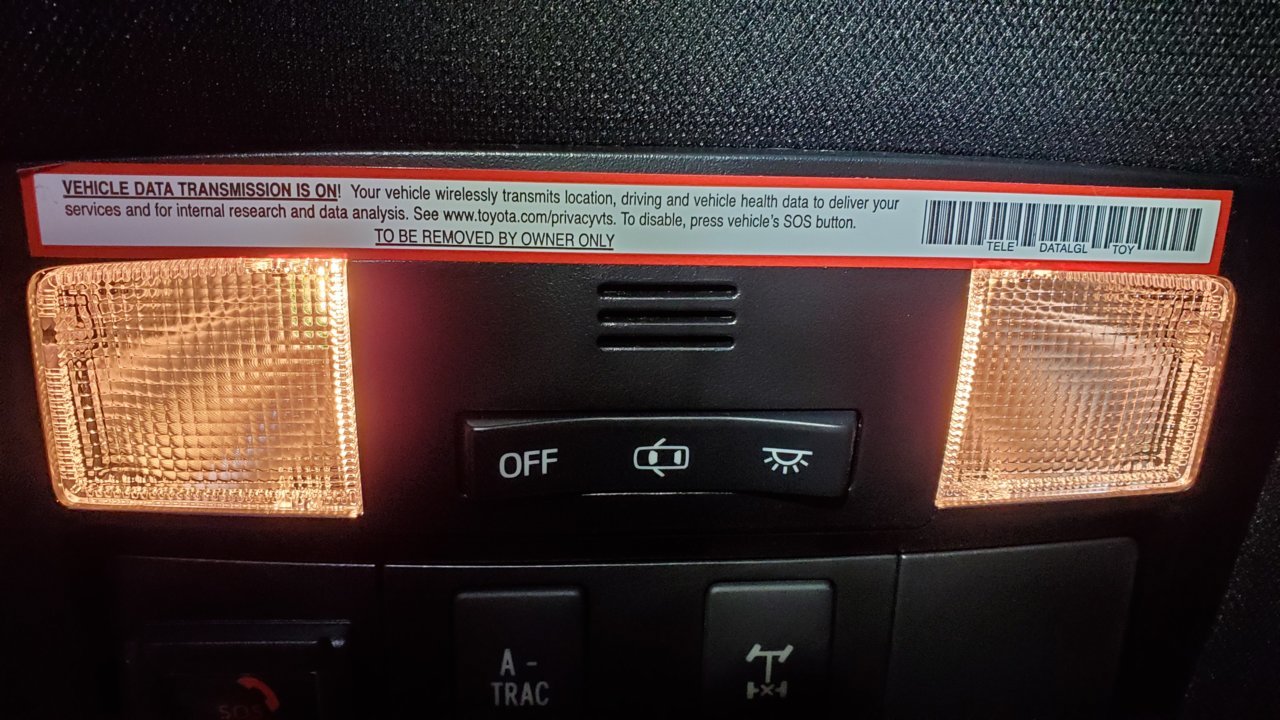 VEHICLE DATA TRANSMISSION IS ON! Your vehicle wirelessly transmits location, driving and vehicle health data to deliver your
services and for internal research and data analysis. See www.toyota.com/privacyvts. To disable, press vehicle's SOS button.
TO BE REMOVED BY OWNER ONLY
TELE DATALGL TOY
OFF
A -
TRAC
SOS